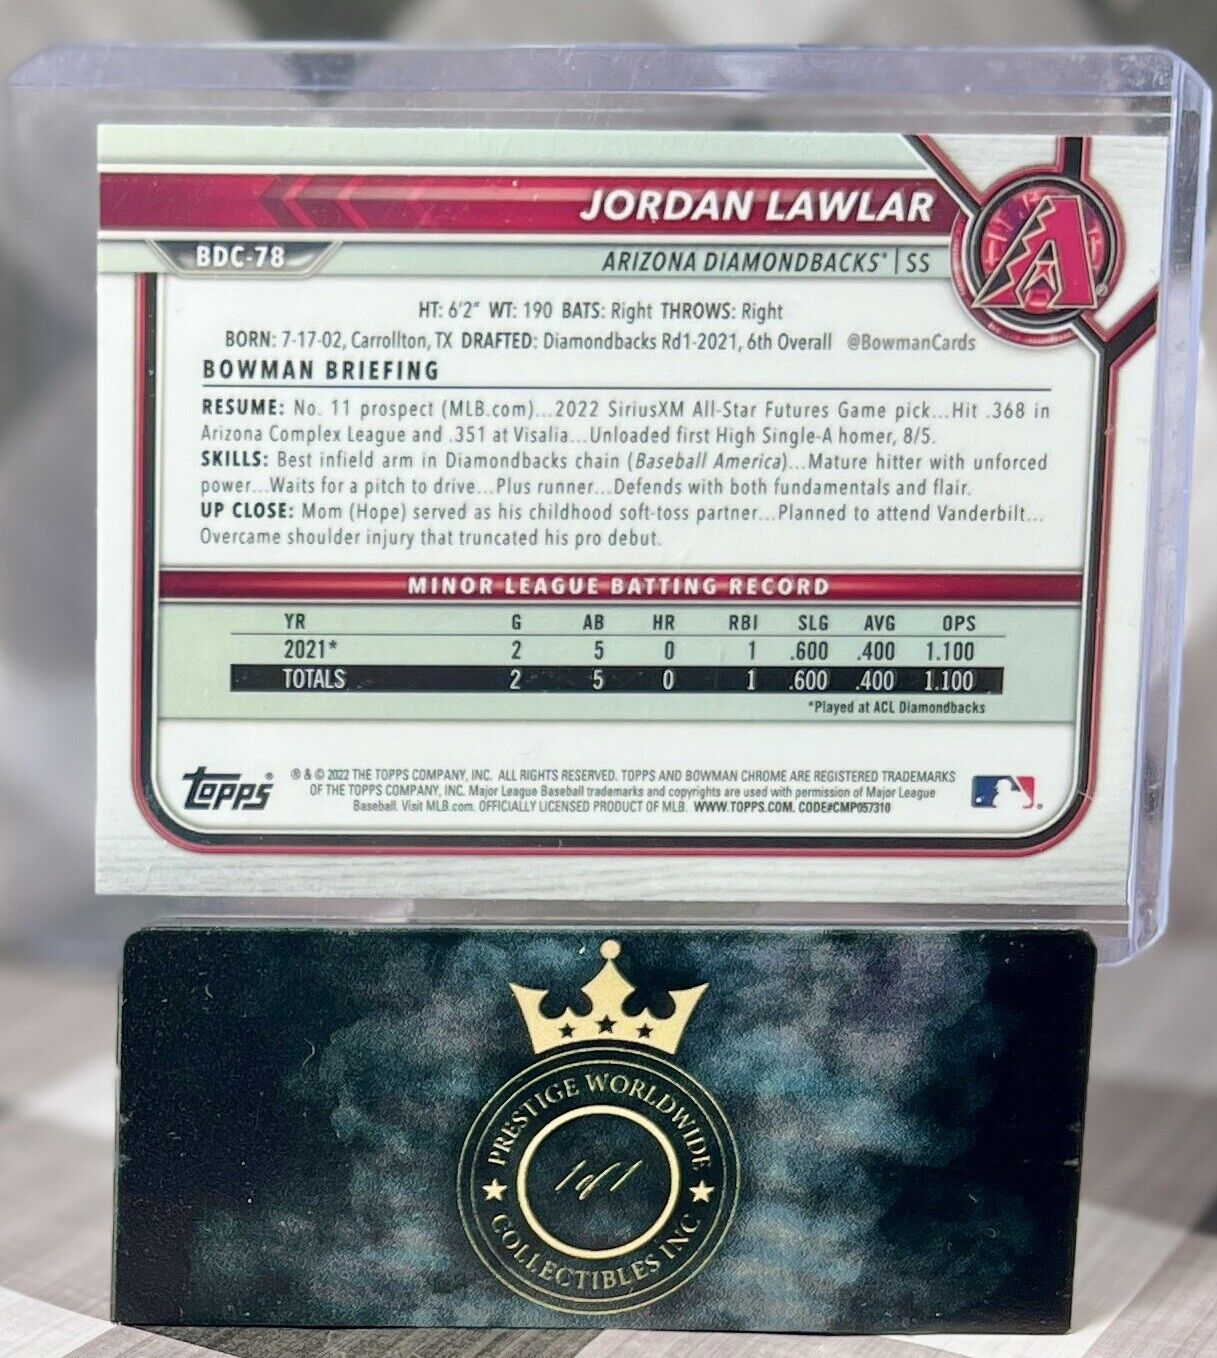 JORDAN LAWLAR
BDC-78
ARIZONA DIAMONDBACKS® | SS
A®
HT: 6'2" WT: 190 BATS: Right THROWS: Right
BORN: 7-17-02, Carrollton, TX DRAFTED: Diamondbacks Rd1-2021, 6th Overall @BowmanCards
BOWMAN BRIEFING
RESUME: No. 11 prospect (MLB.com)...2022 SiriusXM All-Star Futures Game pick...Hit .368 in
Arizona Complex League and .351 at Visalia...Unloaded first High Single-A homer, 8/5.
SKILLS: Best infield arm in Diamondbacks chain (Baseball America)...Mature hitter with unforced
power...Waits for a pitch to drive...Plus runner...Defends with both fundamentals and flair.
UP CLOSE: Mom (Hope) served as his childhood soft-toss partner...Planned to attend Vanderbilt...
Overcame shoulder injury that truncated his pro debut.
MINOR LEAGUE BATTING RECORD
YR G AB HR RBI SLG AVG OPS
2021* 2 5 0 1 .600 .400 1.100
TOTALS 2 5 0 1 .600 .400 1.100
*Played at ACL Diamondbacks
topps®
® & © 2022 THE TOPPS COMPANY, INC. ALL RIGHTS RESERVED. TOPPS AND BOWMAN CHROME ARE REGISTERED TRADEMARKS
OF THE TOPPS COMPANY, INC. Major League Baseball trademarks and copyrights are used with permission of Major League
Baseball. Visit MLB.com. OFFICIALLY LICENSED PRODUCT OF MLB. WWW.TOPPS.COM. CODE#CMP057310
PRESTIGE WORLDWIDE
1of1
COLLECTIBLES INC.